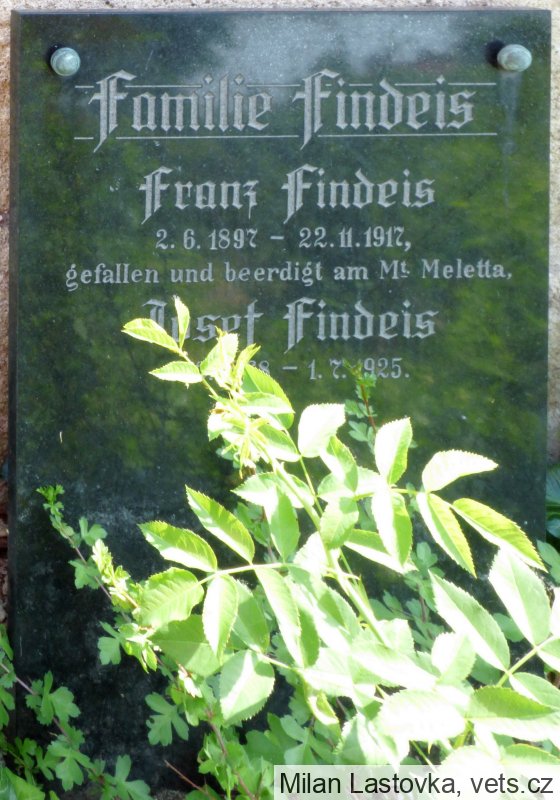 Familie Findeis
Franz Findeis
2. 6. 1897 – 22. 11. 1917,
gefallen und beerdigt am Mt. Meletta,
Josef Findeis
– 1. 7. 1925.
Milan Lastovka, vets.cz